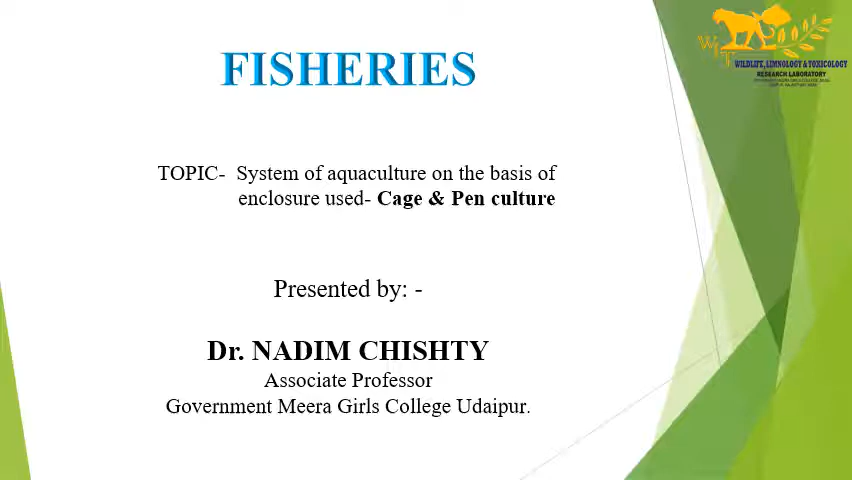 FISHERIES
WILDLIFE, LIMNOLOGY & TOXICOLOGY
RESEARCH LABORATORY
TOPIC- System of aquaculture on the basis of
enclosure used- Cage & Pen culture
Presented by: -
Dr. NADIM CHISHTY
Associate Professor
Government Meera Girls College Udaipur.